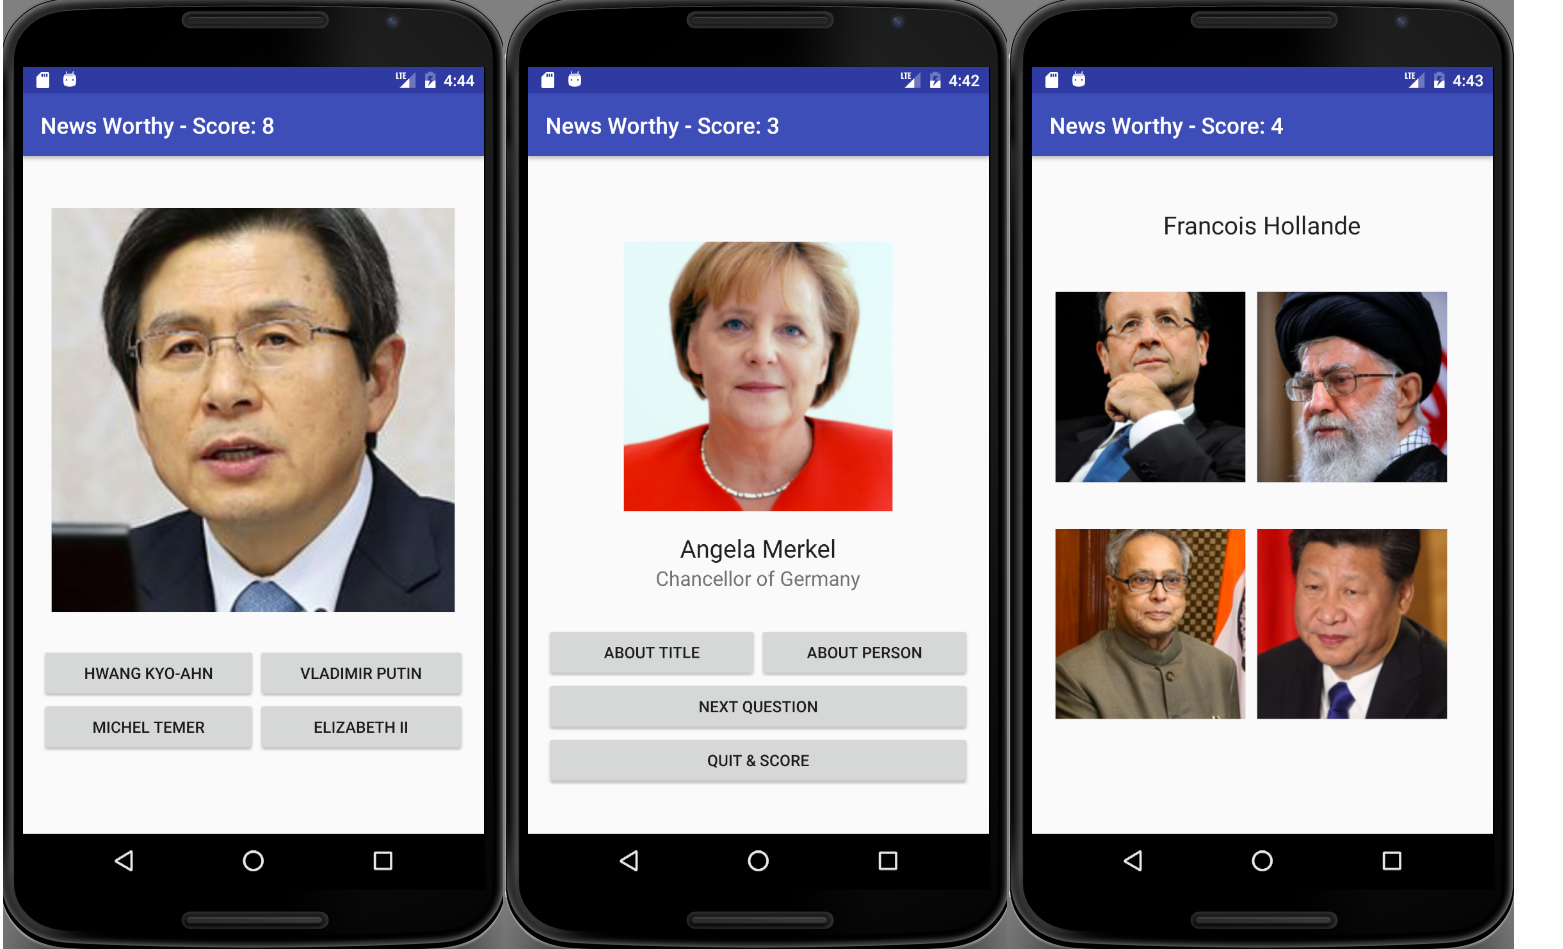 LTE 4:44
News Worthy - Score: 8
HWANG KYO-AHN
VLADIMIR PUTIN
MICHEL TEMER
ELIZABETH II
LTE 4:42
News Worthy - Score: 3
Angela Merkel
Chancellor of Germany
ABOUT TITLE
ABOUT PERSON
NEXT QUESTION
QUIT & SCORE
LTE 4:43
News Worthy - Score: 4
Francois Hollande